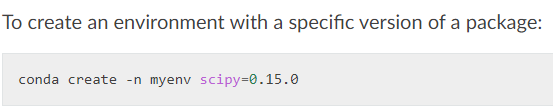 To create an environment with a specific version of a package:
conda create -n myenv scipy=0.15.0